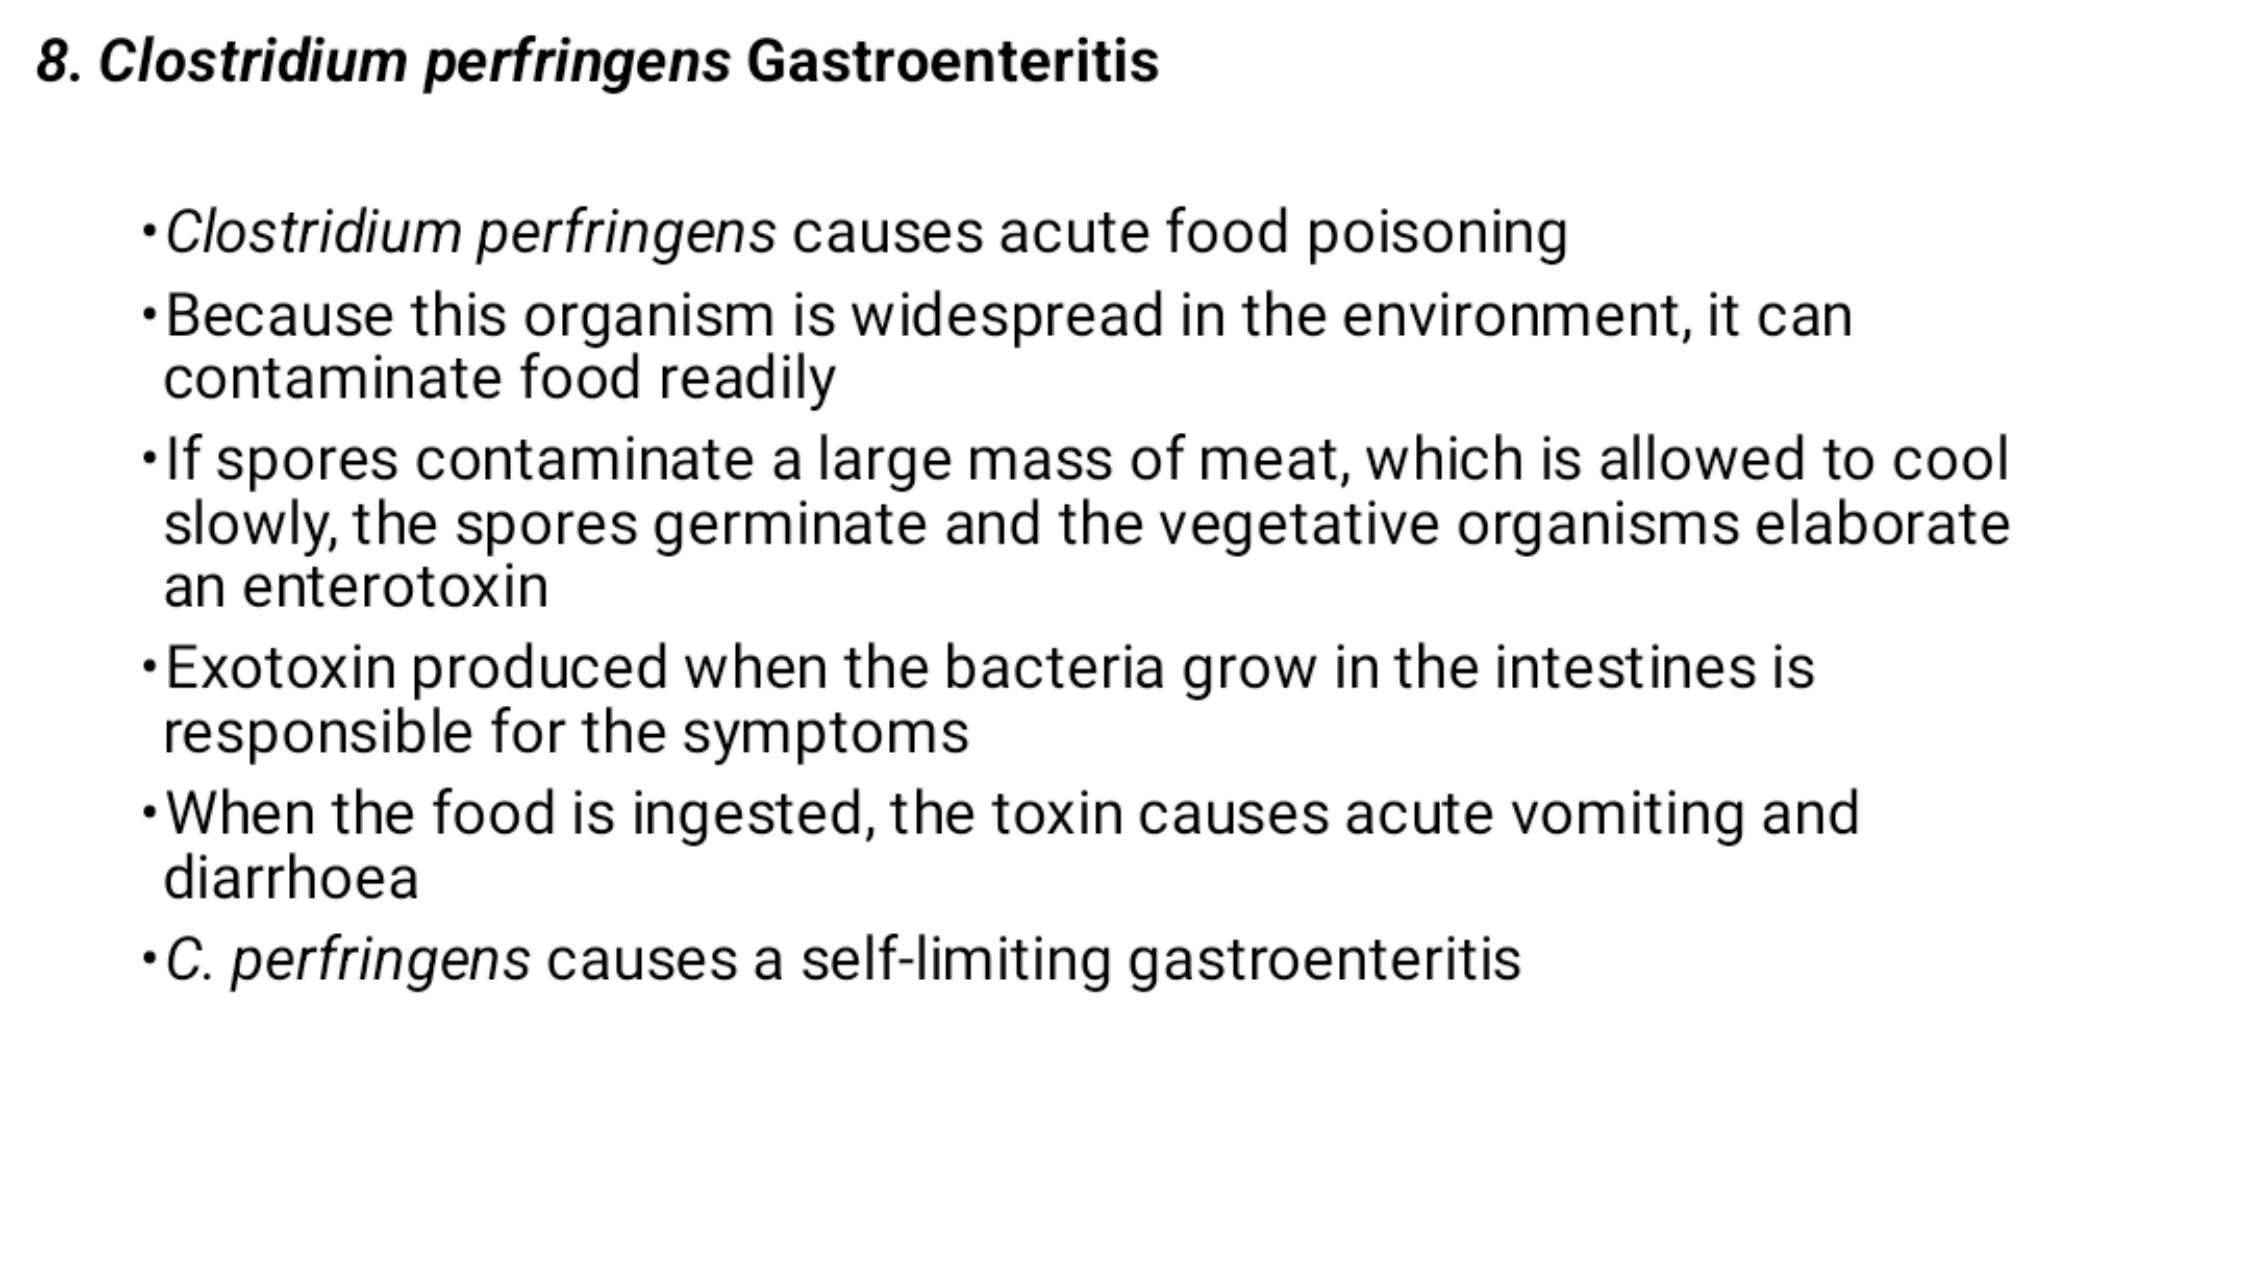 8. Clostridium perfringens Gastroenteritis
•Clostridium perfringens causes acute food poisoning
•Because this organism is widespread in the environment, it can
contaminate food readily
•If spores contaminate a large mass of meat, which is allowed to cool
slowly, the spores germinate and the vegetative organisms elaborate
an enterotoxin
•Exotoxin produced when the bacteria grow in the intestines is
responsible for the symptoms
•When the food is ingested, the toxin causes acute vomiting and
diarrhoea
•C. perfringens causes a self-limiting gastroenteritis